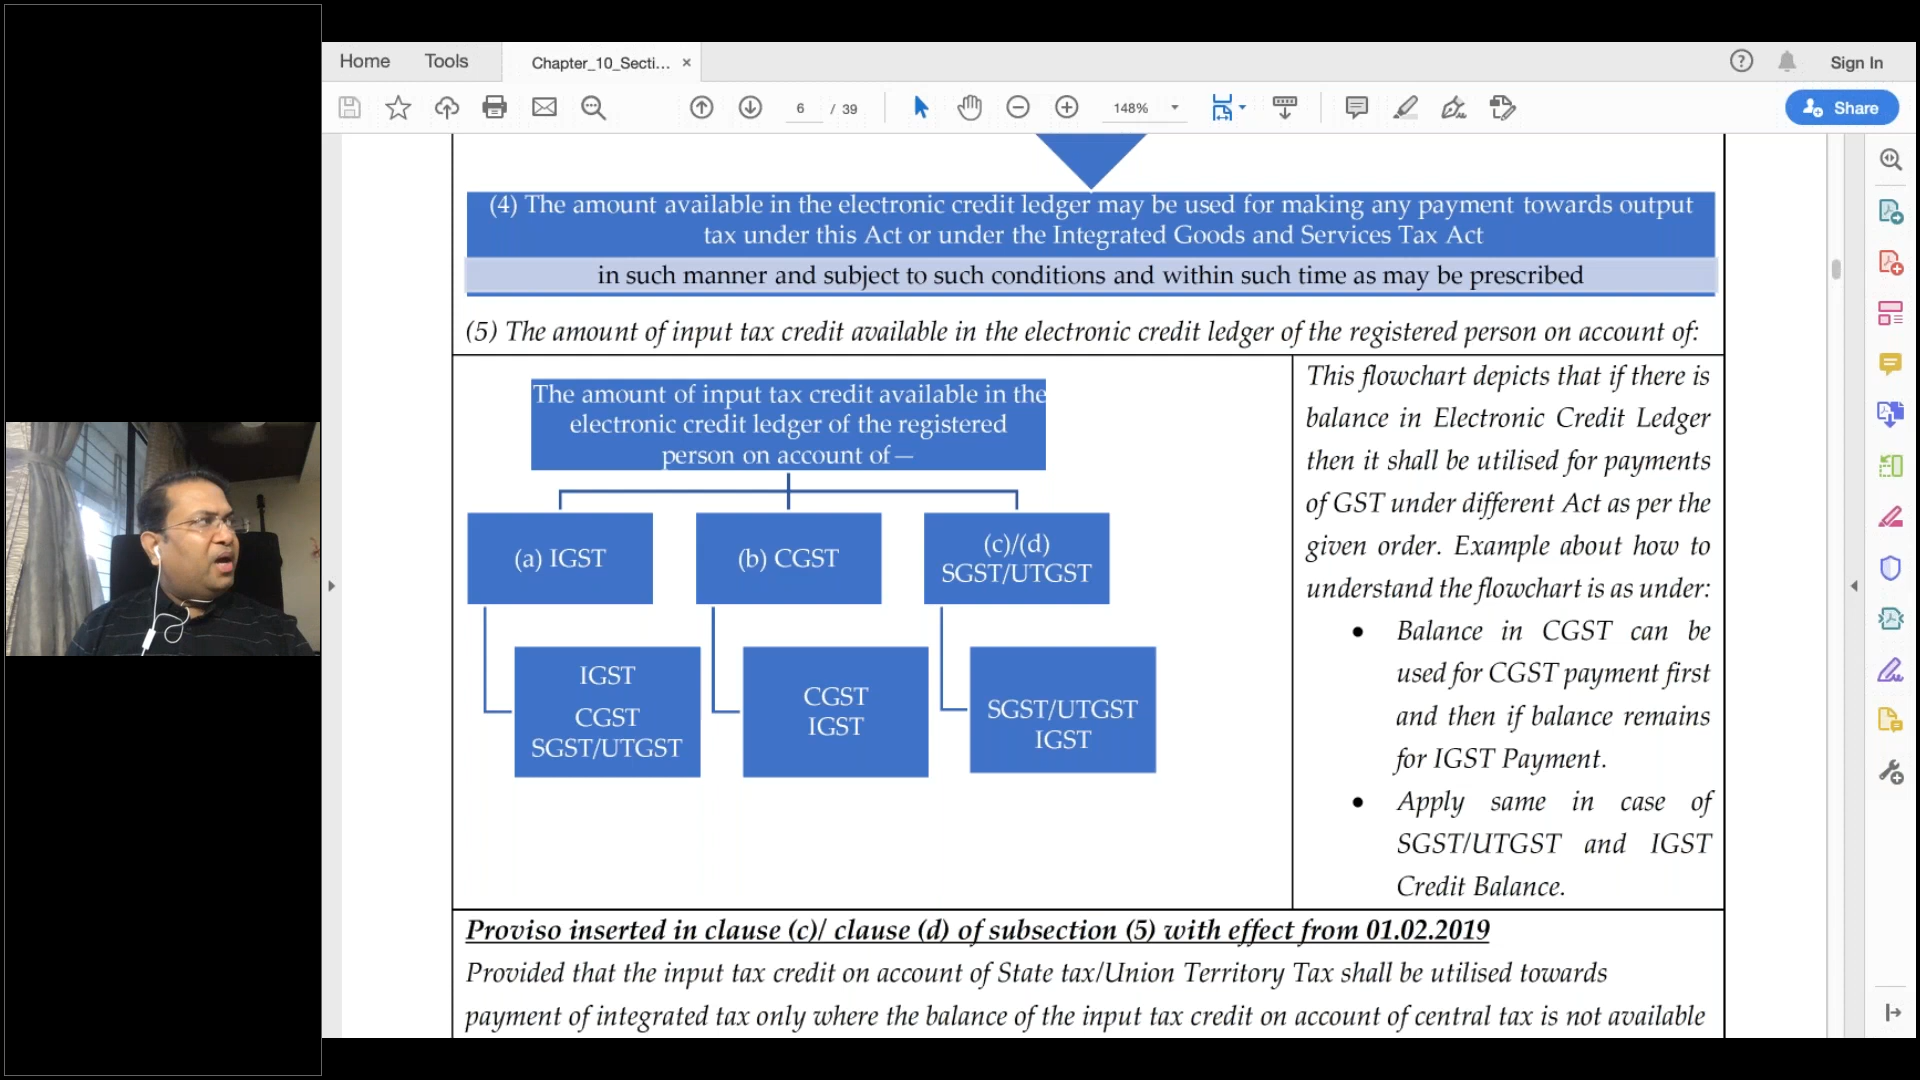 Home
Tools
Chapter_10_Secti... ×
Sign In
6 / 39
148%
Share
(4) The amount available in the electronic credit ledger may be used for making any payment towards output
tax under this Act or under the Integrated Goods and Services Tax Act
in such manner and subject to such conditions and within such time as may be prescribed
(5) The amount of input tax credit available in the electronic credit ledger of the registered person on account of:
The amount of input tax credit available in the
electronic credit ledger of the registered
person on account of—
(a) IGST
(b) CGST
(c)/(d)
SGST/UTGST
IGST
CGST
SGST/UTGST
CGST
IGST
SGST/UTGST
IGST
This flowchart depicts that if there is
balance in Electronic Credit Ledger
then it shall be utilised for payments
of GST under different Act as per the
given order. Example about how to
understand the flowchart is as under:
• Balance in CGST can be
used for CGST payment first
and then if balance remains
for IGST Payment.
• Apply same in case of
SGST/UTGST and IGST
Credit Balance.
Proviso inserted in clause (c)/ clause (d) of subsection (5) with effect from 01.02.2019
Provided that the input tax credit on account of State tax/Union Territory Tax shall be utilised towards
payment of integrated tax only where the balance of the input tax credit on account of central tax is not available